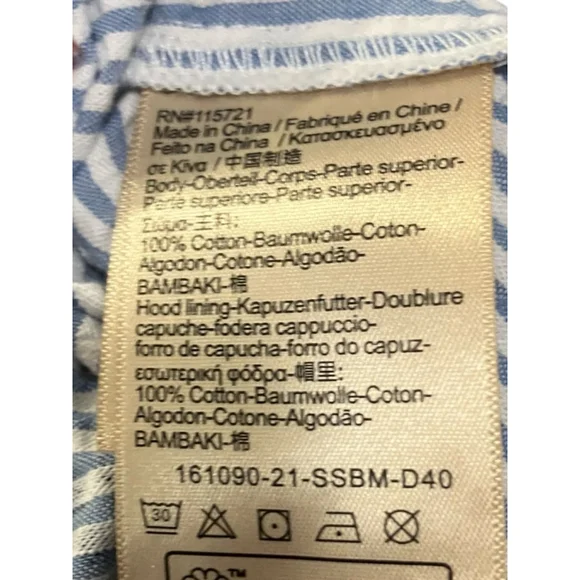 RN#115721
Made in China / Fabriqué en Chine /
Feito na China / Κατασκευασμένο
σε Κίνα / 中国制造
Body-Oberteil-Corps-Parte superior-
Parte superiore-Parte superior-
Σώμα-主料:
100% Cotton-Baumwolle-Coton-
Algodon-Cotone-Algodão-
BAMBAKI-棉
Hood lining-Kapuzenfutter-Doublure
capuche-fodera cappuccio-
forro de capucha-forro do capuz-
εσωτερική φόδρα-帽里:
100% Cotton-Baumwolle-Coton-
Algodon-Cotone-Algodão-
BAMBAKI-棉
161090-21-SSBM-D40
30
TM